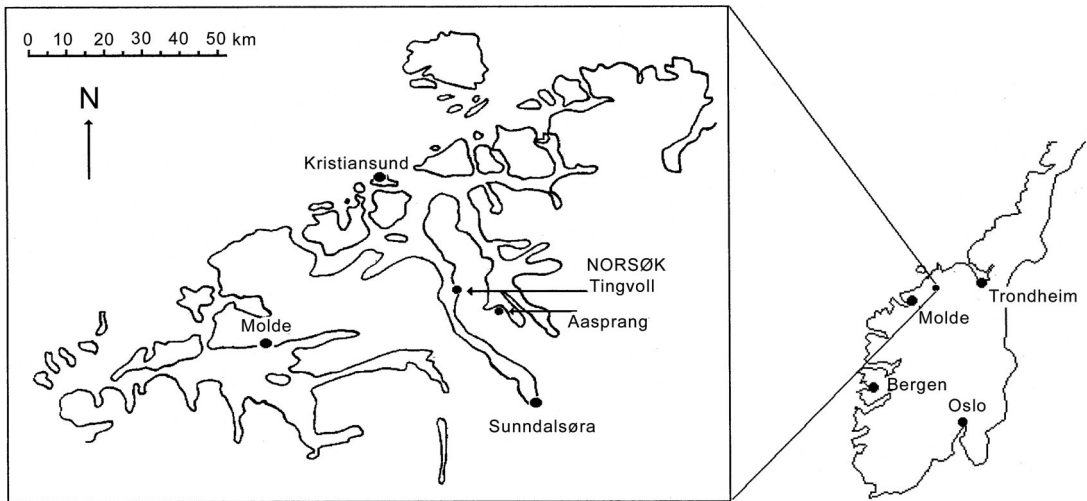 0 10 20 30 40 50 km
N
Kristiansund
NORSØK
Tingvoll
Aasprang
Molde
Sunndalsøra
Trondheim
Molde
Bergen
Oslo